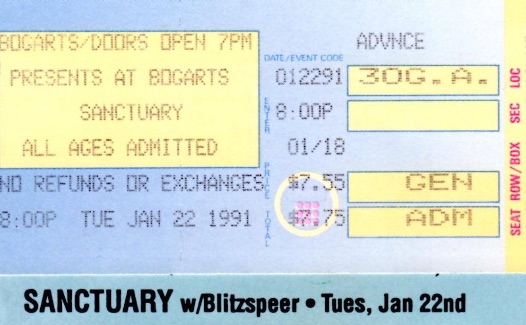 BOGARTS/DOORS OPEN 7PM
PRESENTS AT BOGARTS
SANCTUARY
ALL AGES ADMITTED
NO REFUNDS OR EXCHANGES
8:00P TUE JAN 22 1991
DATE/EVENT CODE
012291
ENTER
8:00P
01/18
PRICE
$7.55
TOTAL
$7.75
ADVNCE
30G.A.
GEN
ADM
SEAT ROW/BOX SEC LOC
SANCTUARY w/Blitzspeer • Tues, Jan 22nd